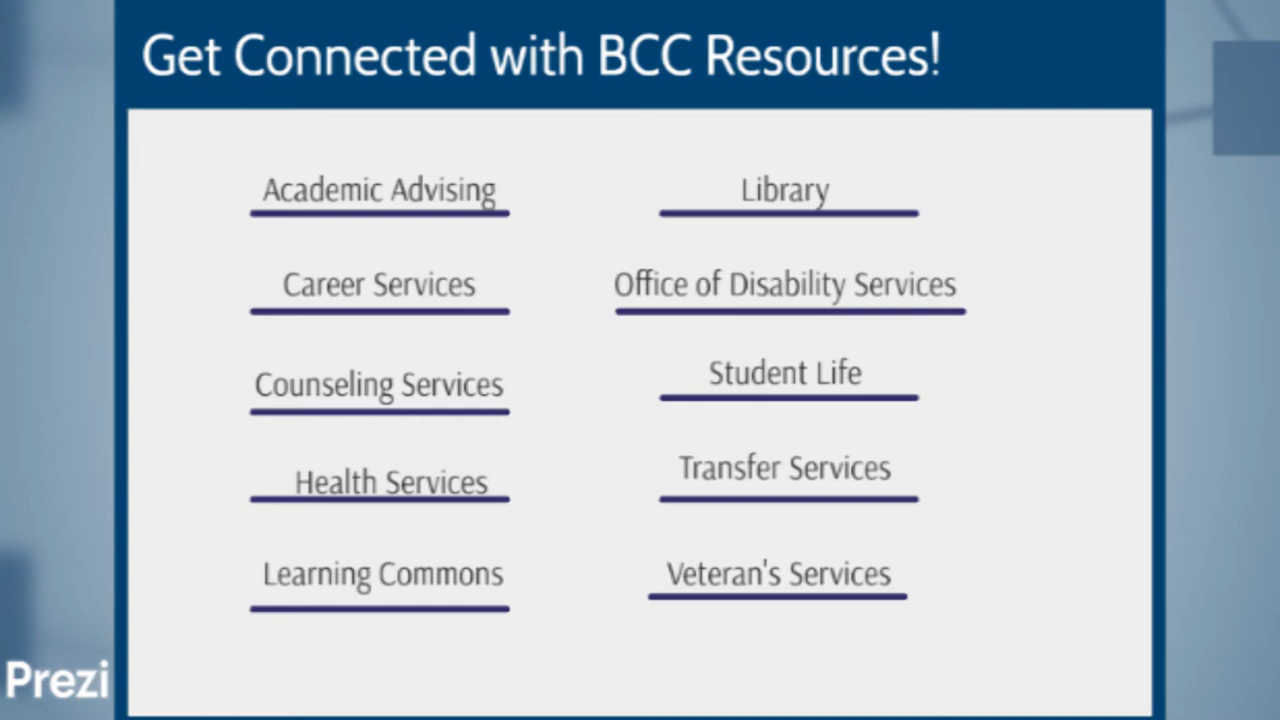 Get Connected with BCC Resources!
Academic Advising
Career Services
Counseling Services
Health Services
Learning Commons
Library
Office of Disability Services
Student Life
Transfer Services
Veteran's Services
Prezi